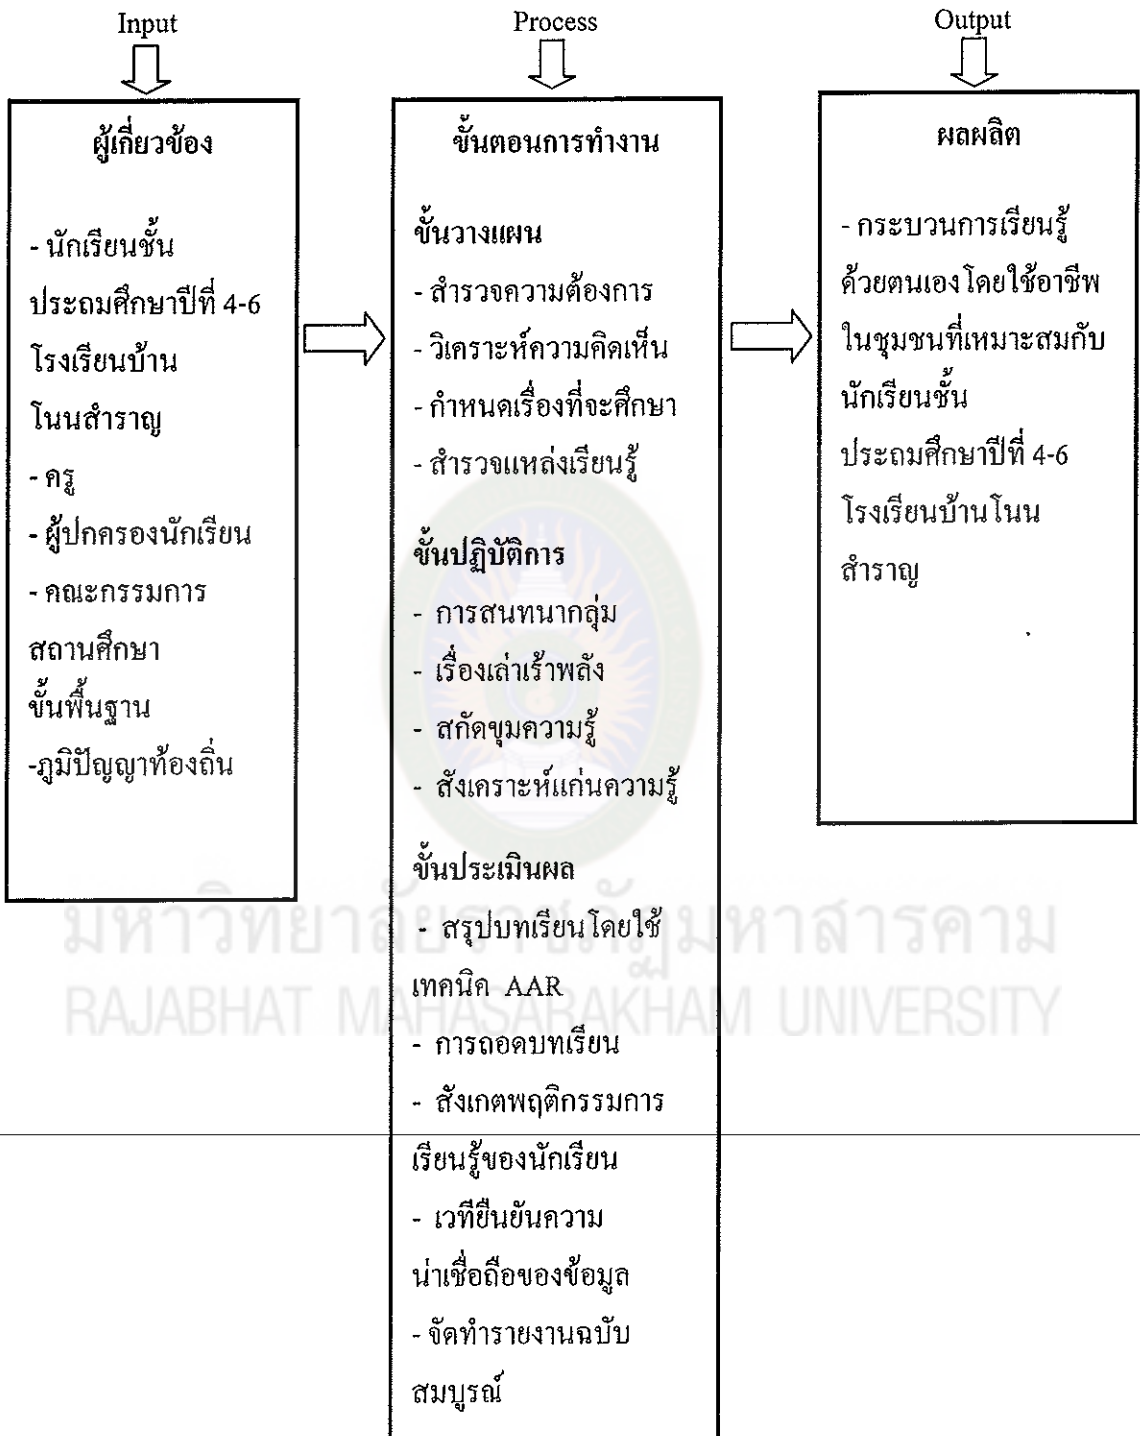 Input
ผู้เกี่ยวข้อง
- นักเรียนชั้น
ประถมศึกษาปีที่ 4-6
โรงเรียนบ้าน
โนนสำราญ
- ครู
- ผู้ปกครองนักเรียน
- คณะกรรมการ
สถานศึกษา
ขั้นพื้นฐาน
-ภูมิปัญญาท้องถิ่น
Process
ขั้นตอนการทำงาน
ขั้นวางแผน
- สำรวจความต้องการ
- วิเคราะห์ความคิดเห็น
- กำหนดเรื่องที่จะศึกษา
- สำรวจแหล่งเรียนรู้
ขั้นปฏิบัติการ
- การสนทนากลุ่ม
- เรื่องเล่าเร้าพลัง
- สกัดขุมความรู้
- สังเคราะห์แก่นความรู้
ขั้นประเมินผล
- สรุปบทเรียนโดยใช้
เทคนิค AAR
- การถอดบทเรียน
- สังเกตพฤติกรรมการ
เรียนรู้ของนักเรียน
- เวทียืนยันความ
น่าเชื่อถือของข้อมูล
- จัดทำรายงานฉบับ
สมบูรณ์
Output
ผลผลิต
- กระบวนการเรียนรู้
ด้วยตนเองโดยใช้อาชีพ
ในชุมชนที่เหมาะสมกับ
นักเรียนชั้น
ประถมศึกษาปีที่ 4-6
โรงเรียนบ้านโนน
สำราญ
มหาวิทยาลัยราชภัฏมหาสารคาม
RAJABHAT MAHASARAKHAM UNIVERSITY